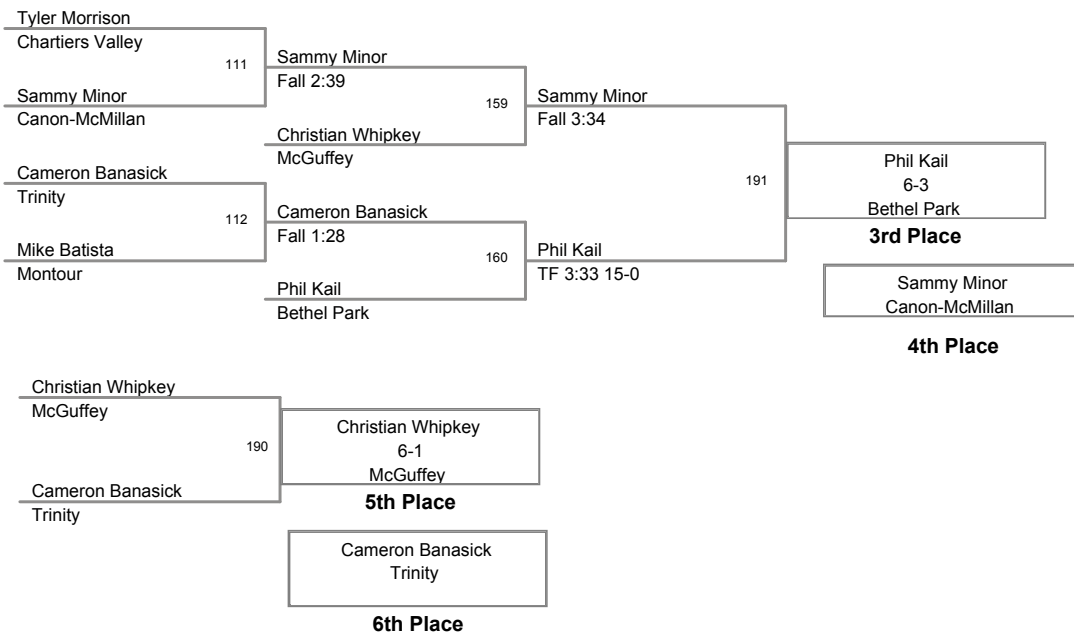 Tyler Morrison
Chartiers Valley
111
Sammy Minor
Fall 2:39
Sammy Minor
Canon-McMillan
159
Sammy Minor
Fall 3:34
Christian Whipkey
McGuffey
Cameron Banasick
Trinity
191
Phil Kail
6-3
Bethel Park
3rd Place
112
Cameron Banasick
Fall 1:28
Mike Batista
Montour
160
Phil Kail
TF 3:33 15-0
Phil Kail
Bethel Park
Sammy Minor
Canon-McMillan
4th Place
Christian Whipkey
McGuffey
190
Christian Whipkey
6-1
McGuffey
5th Place
Cameron Banasick
Trinity
Cameron Banasick
Trinity
6th Place